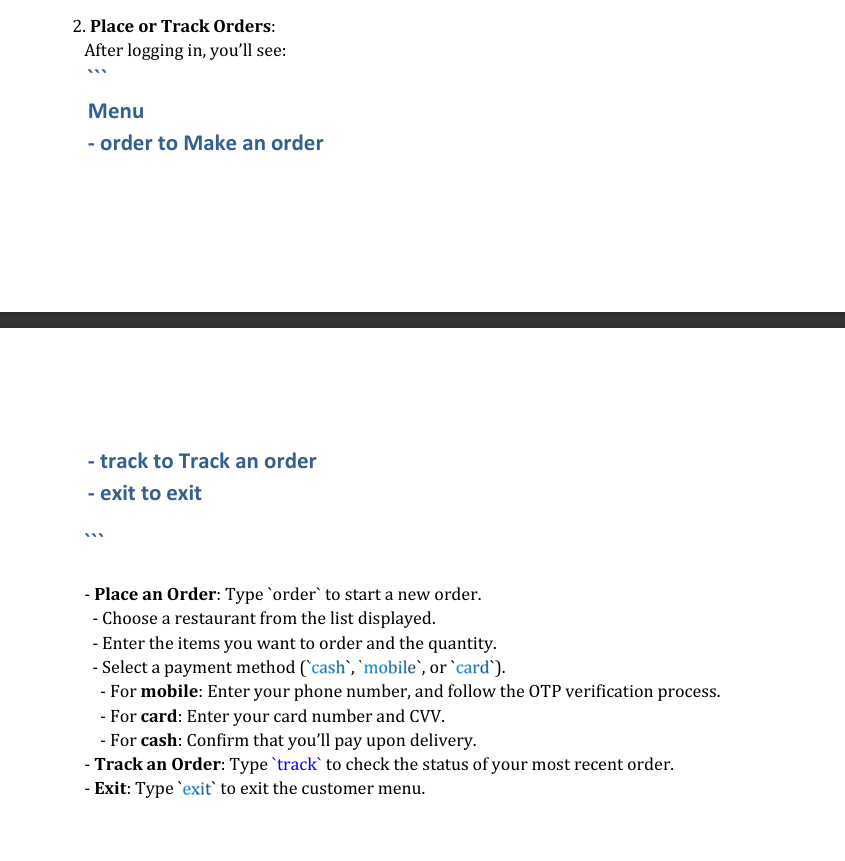 2. Place or Track Orders:
After logging in, you’ll see:
```
Menu
- order to Make an order
- track to Track an order
- exit to exit
```
- Place an Order: Type `order` to start a new order.
- Choose a restaurant from the list displayed.
- Enter the items you want to order and the quantity.
- Select a payment method (`cash`, `mobile`, or `card`).
- For mobile: Enter your phone number, and follow the OTP verification process.
- For card: Enter your card number and CVV.
- For cash: Confirm that you’ll pay upon delivery.
- Track an Order: Type `track` to check the status of your most recent order.
- Exit: Type `exit` to exit the customer menu.